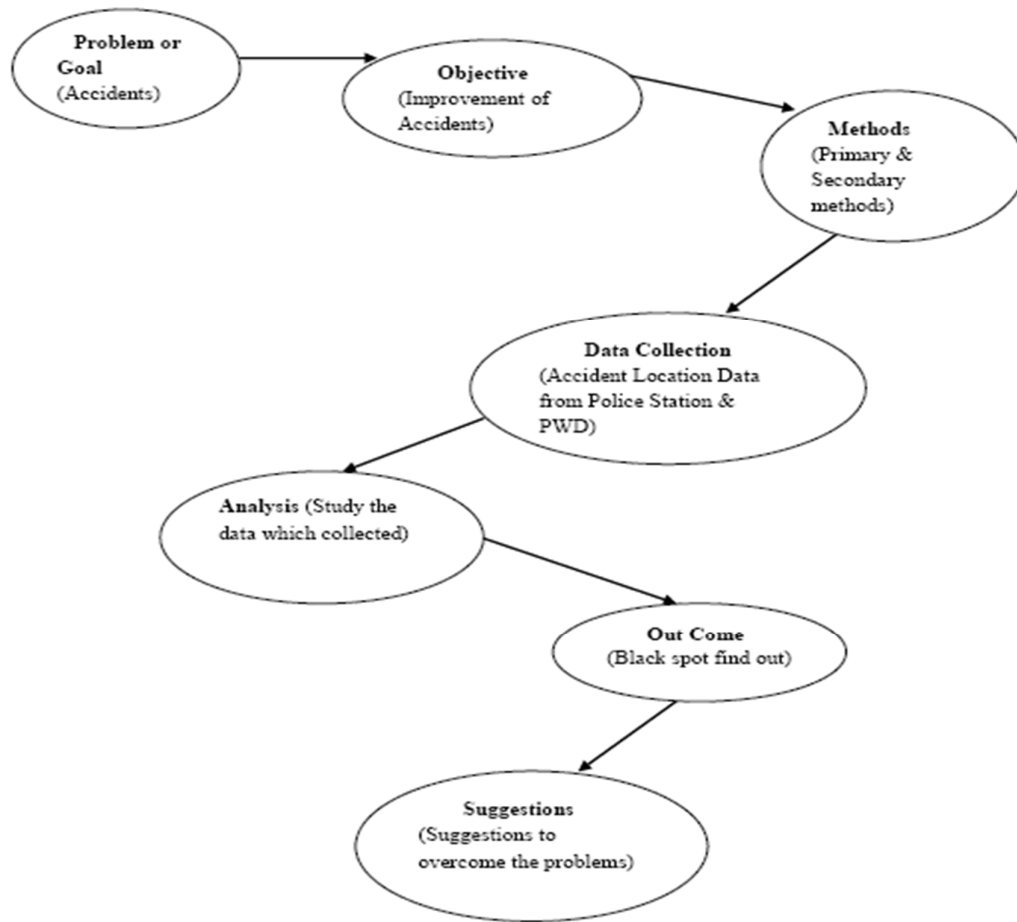 Problem or
Goal
(Accidents)
Objective
(Improvement of
Accidents)
Methods
(Primary &
Secondary
methods)
Data Collection
(Accident Location Data
from Police Station &
PWD)
Analysis (Study the
data which collected)
Out Come
(Black spot find out)
Suggestions
(Suggestions to
overcome the problems)